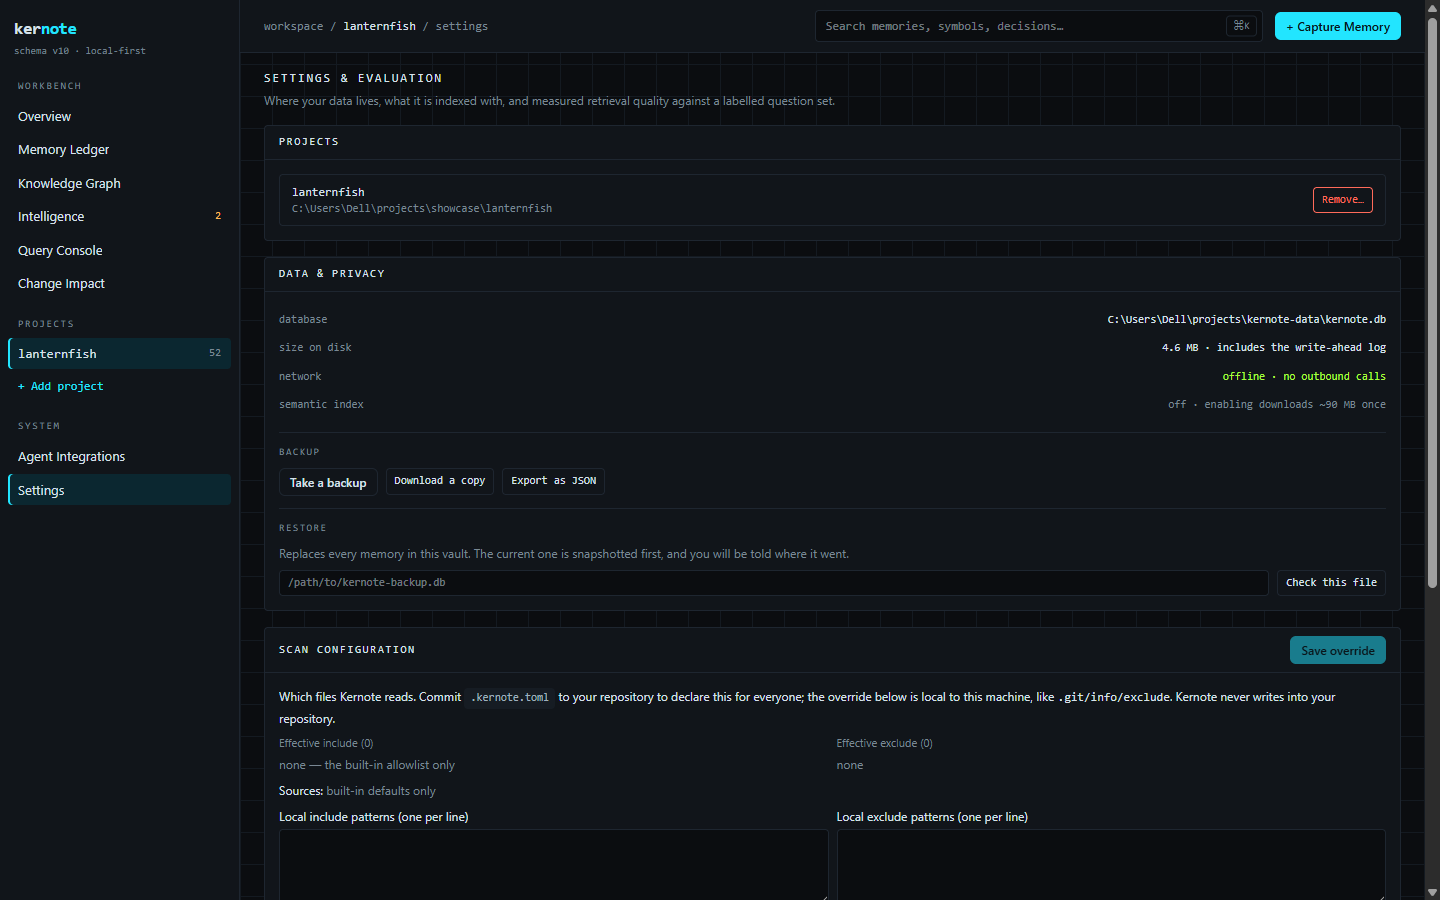 kernote
schema v10 · local-first
WORKBENCH
Overview
Memory Ledger
Knowledge Graph
Intelligence 2
Query Console
Change Impact
PROJECTS
lanternfish 52
+ Add project
SYSTEM
Agent Integrations
Settings
workspace / lanternfish / settings
Search memories, symbols, decisions… ⌘K
+ Capture Memory
SETTINGS & EVALUATION
Where your data lives, what it is indexed with, and measured retrieval quality against a labelled question set.
PROJECTS
lanternfish
C:\Users\Dell\projects\showcase\lanternfish
Remove…
DATA & PRIVACY
database C:\Users\Dell\projects\kernote-data\kernote.db
size on disk 4.6 MB · includes the write-ahead log
network offline · no outbound calls
semantic index off · enabling downloads ~90 MB once
BACKUP
Take a backup Download a copy Export as JSON
RESTORE
Replaces every memory in this vault. The current one is snapshotted first, and you will be told where it went.
/path/to/kernote-backup.db Check this file
SCAN CONFIGURATION Save override
Which files Kernote reads. Commit .kernote.toml to your repository to declare this for everyone; the override below is local to this machine, like .git/info/exclude. Kernote never writes into your
repository.
Effective include (0) Effective exclude (0)
none — the built-in allowlist only none
Sources: built-in defaults only
Local include patterns (one per line) Local exclude patterns (one per line)